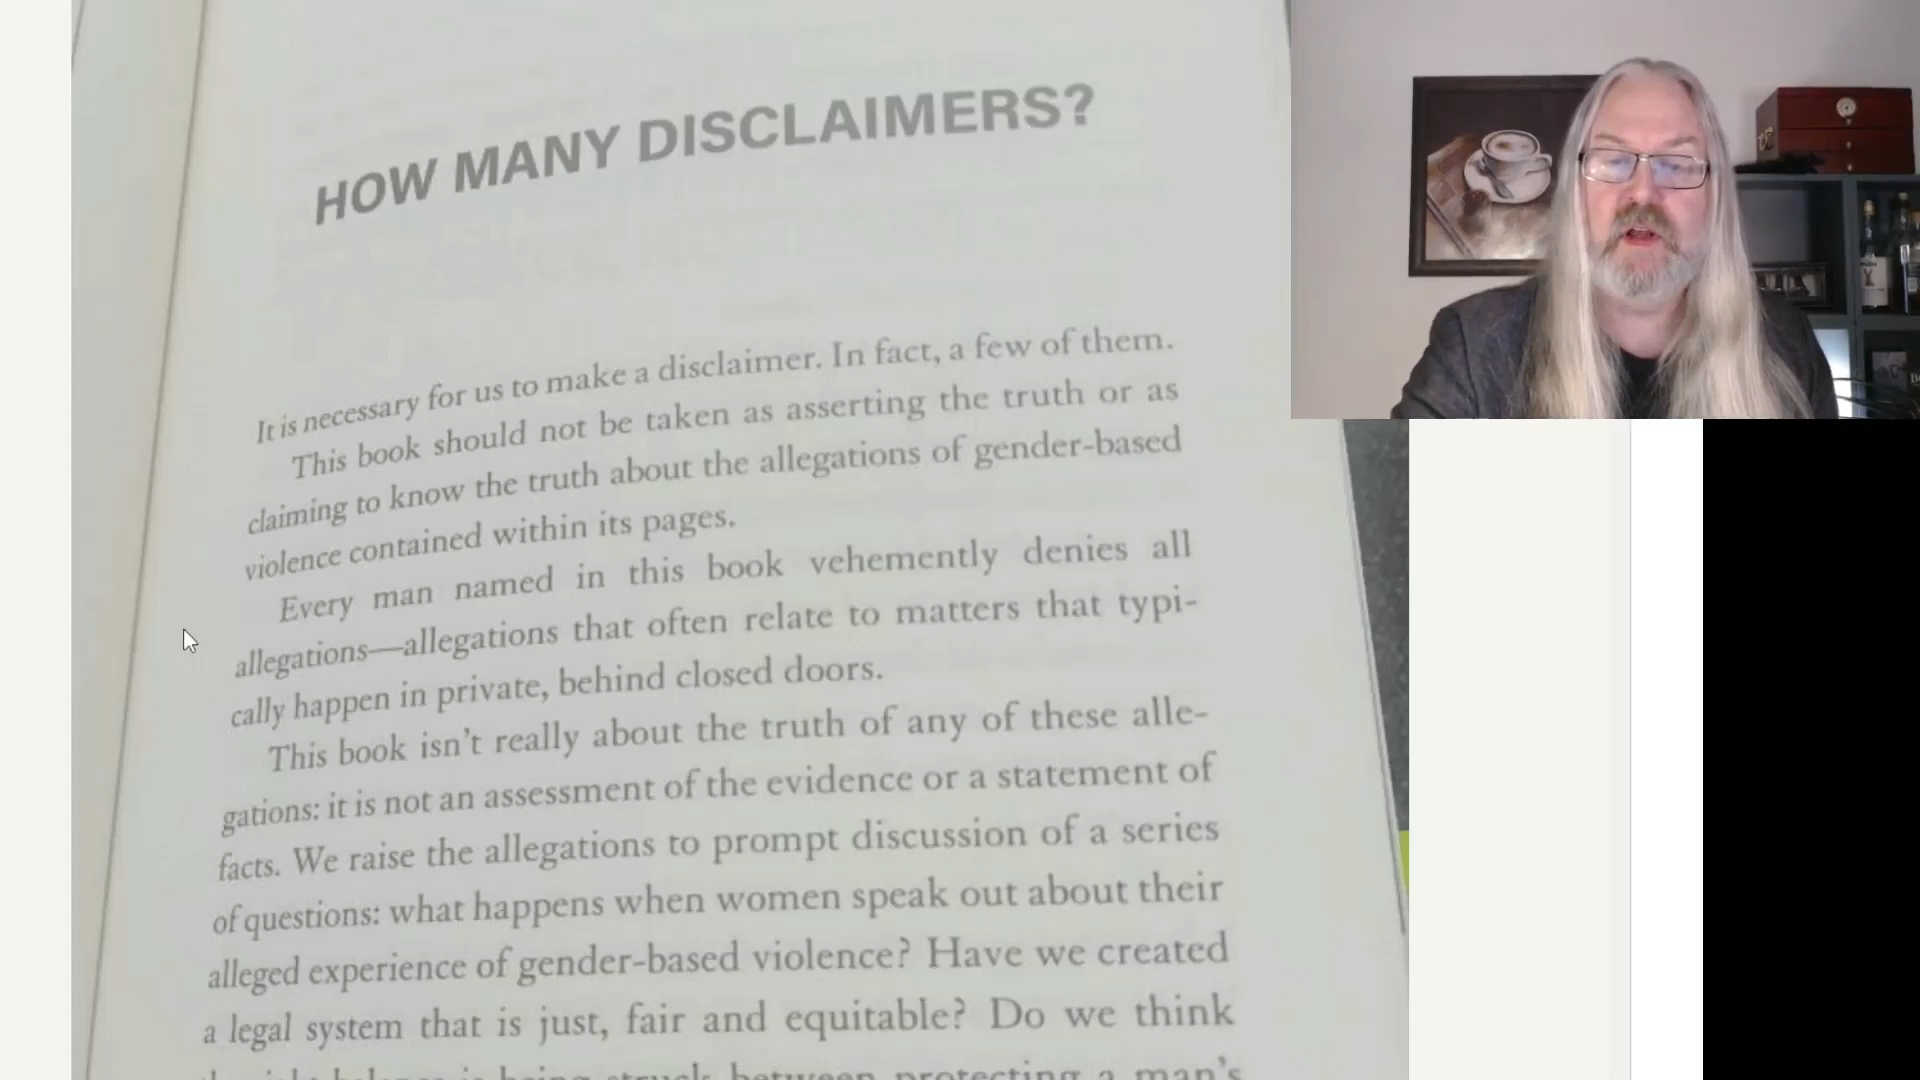 HOW MANY DISCLAIMERS?
It is necessary for us to make a disclaimer. In fact, a few of them.
This book should not be taken as asserting the truth or as
claiming to know the truth about the allegations of gender-based
violence contained within its pages.
Every man named in this book vehemently denies all
allegations—allegations that often relate to matters that typi-
cally happen in private, behind closed doors.
This book isn't really about the truth of any of these alle-
gations: it is not an assessment of the evidence or a statement of
facts. We raise the allegations to prompt discussion of a series
of questions: what happens when women speak out about their
alleged experience of gender-based violence? Have we created
a legal system that is just, fair and equitable? Do we think
between protecting a man's